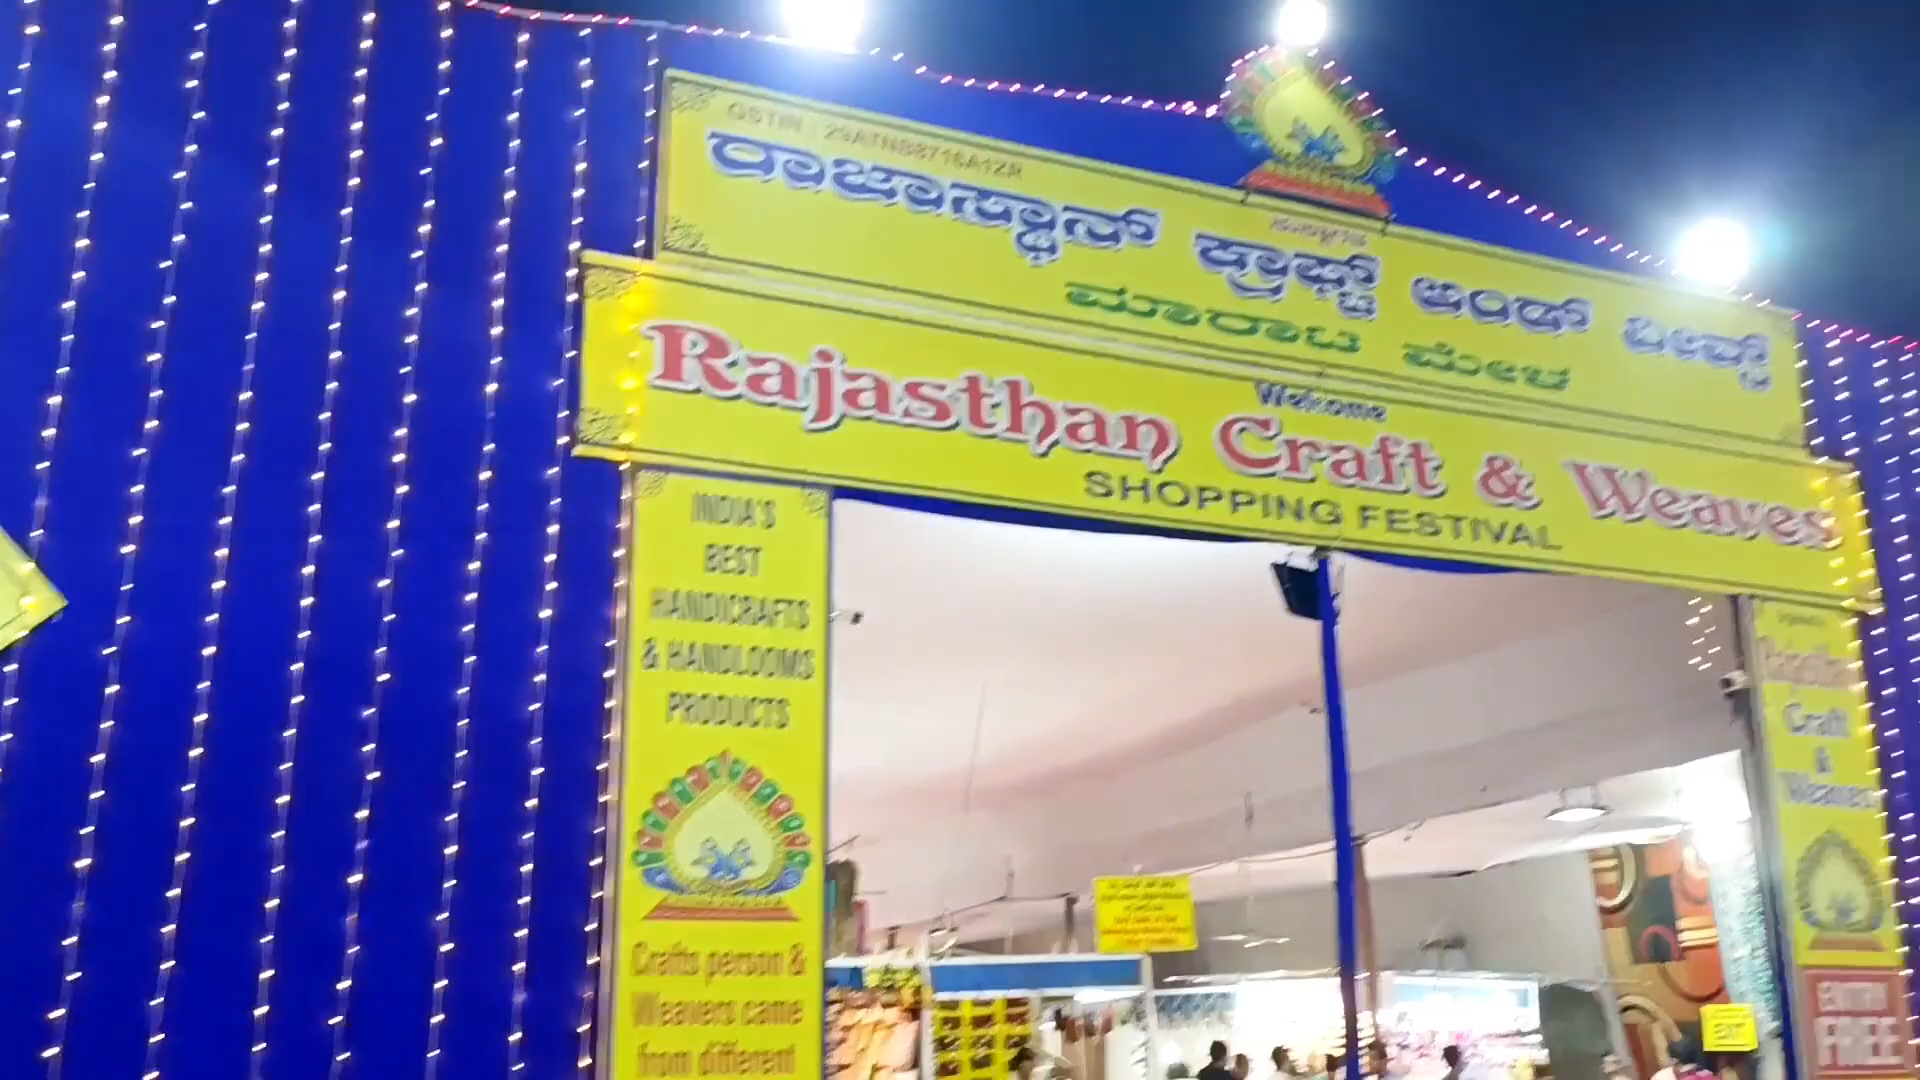 GSTIN : 29ATNB8716A1ZR
ರಾಜಾಸ್ಥಾನ್ ಕ್ರಾಫ್ಟ್ ಅಂಡ್ ವೀವ್ಸ್
ಮಾರಾಟ ಮೇಳ
Welcome
Rajasthan Craft & Weaves
SHOPPING FESTIVAL
INDIA'S
BEST
HANDICRAFTS
& HANDLOOMS
PRODUCTS
Crafts person &
Weavers came
from different
Rajasthan
Craft
&
Weaves
ENTRY
FREE
EXIT